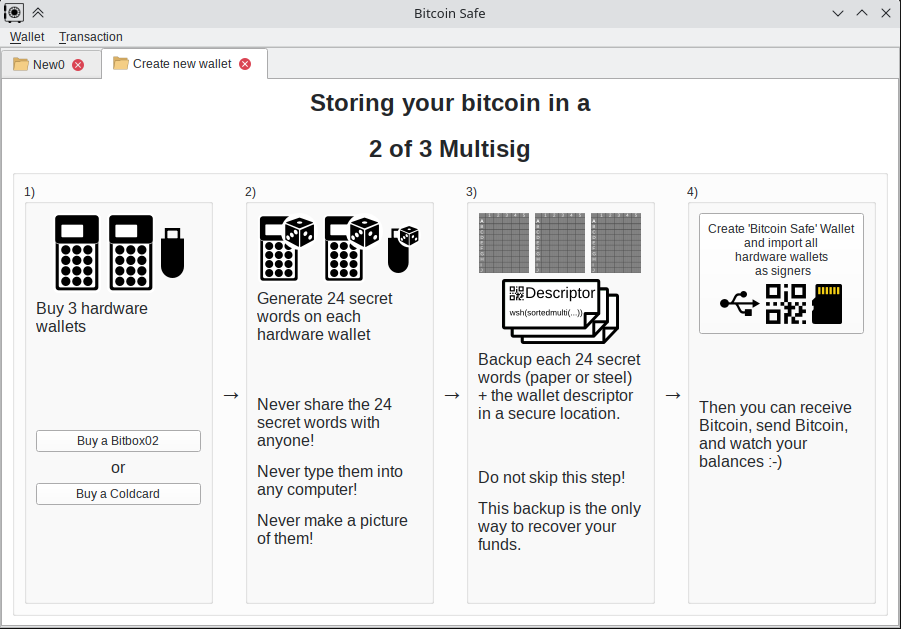 Bitcoin Safe
Wallet Transaction
New0 Create new wallet
Storing your bitcoin in a
2 of 3 Multisig
1)
Buy 3 hardware
wallets
Buy a Bitbox02
or
Buy a Coldcard
→
2)
Generate 24 secret
words on each
hardware wallet
Never share the 24
secret words with
anyone!
Never type them into
any computer!
Never make a picture
of them!
→
3)
Descriptor
wsh(sortedmulti(...))
Backup each 24 secret
words (paper or steel)
+ the wallet descriptor
in a secure location.
Do not skip this step!
This backup is the only
way to recover your
funds.
→
4)
Create 'Bitcoin Safe' Wallet
and import all
hardware wallets
as signers
Then you can receive
Bitcoin, send Bitcoin,
and watch your
balances :-)